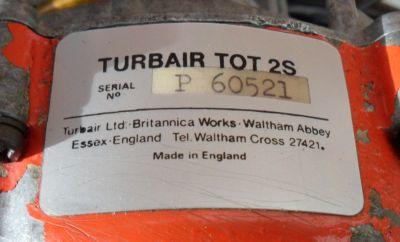 TURBAIR TOT 2S
SERIAL Nº P 60521
Turbair Ltd·Britannica Works·Waltham Abbey
Essex·England Tel. Waltham Cross 27421.
Made in England